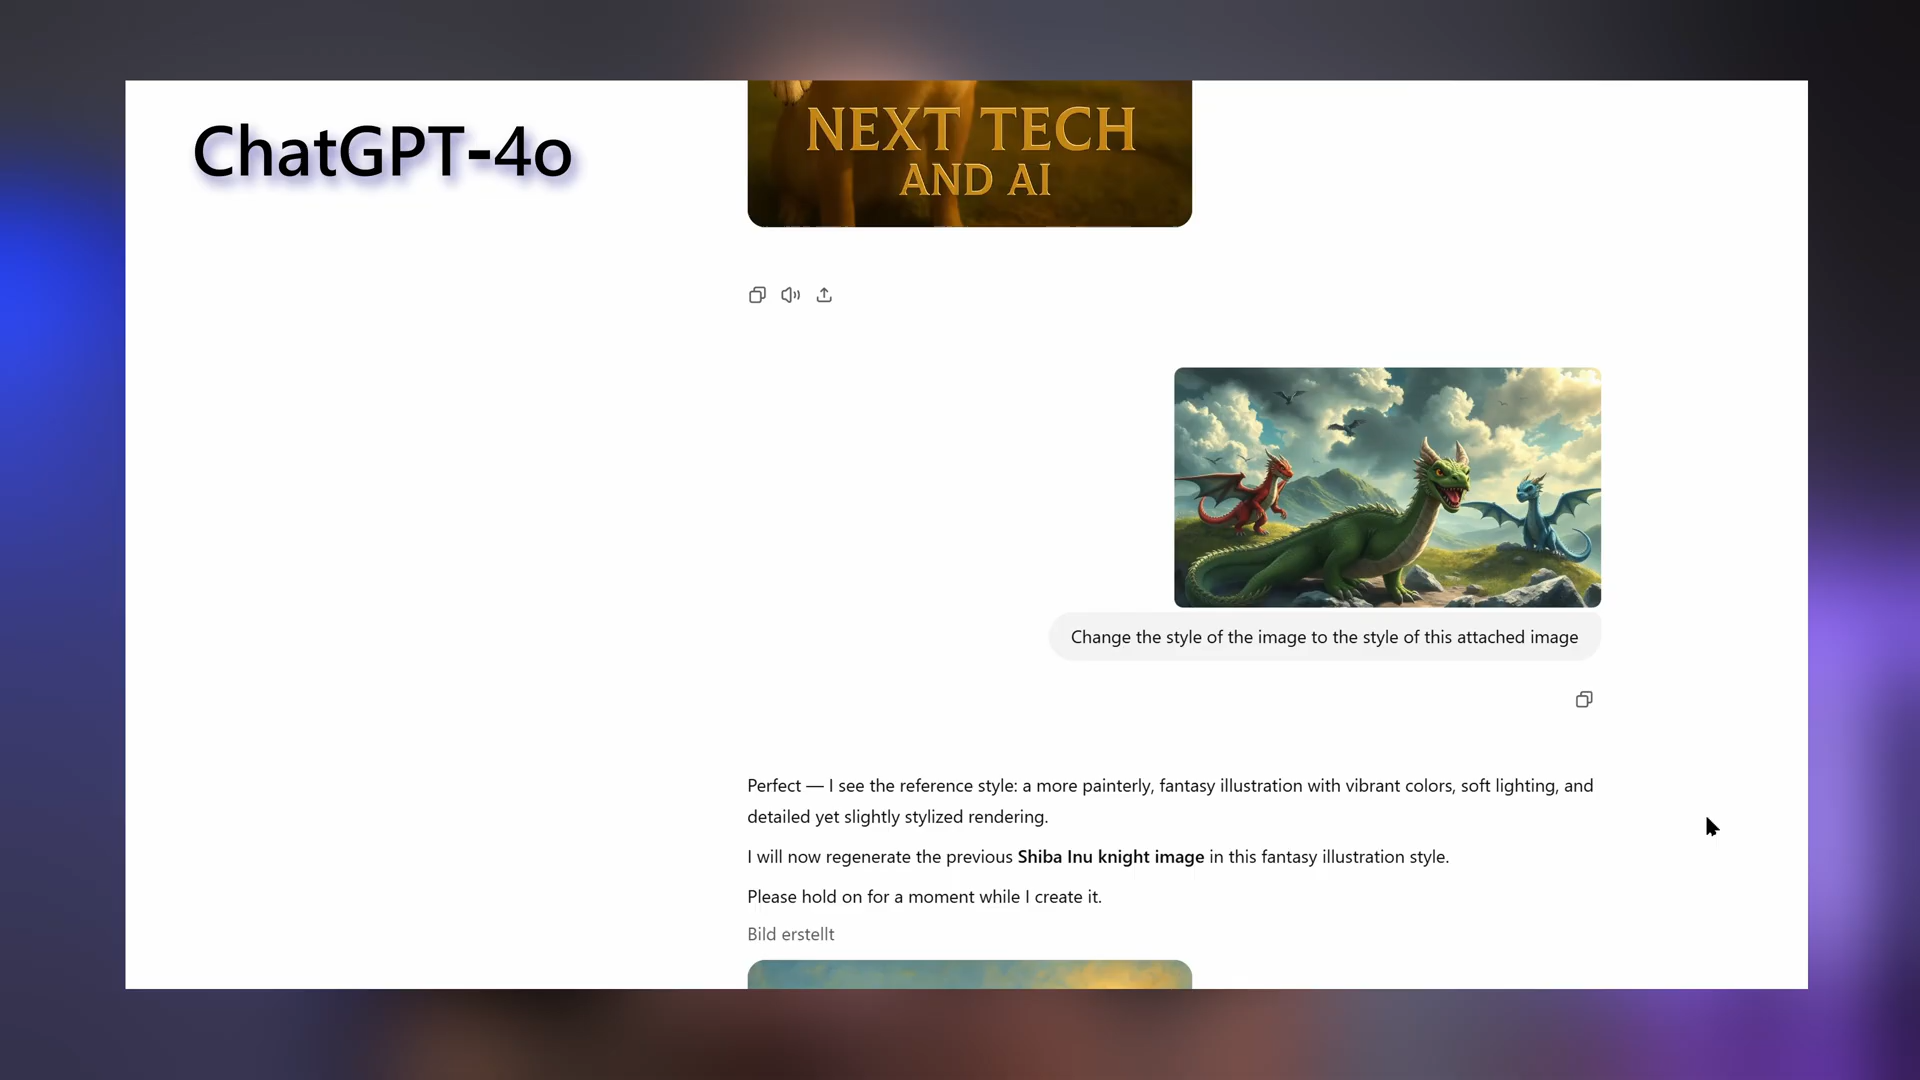 ChatGPT-4o
NEXT TECH
AND AI
Change the style of the image to the style of this attached image
Perfect — I see the reference style: a more painterly, fantasy illustration with vibrant colors, soft lighting, and
detailed yet slightly stylized rendering.
I will now regenerate the previous Shiba Inu knight image in this fantasy illustration style.
Please hold on for a moment while I create it.
Bild erstellt